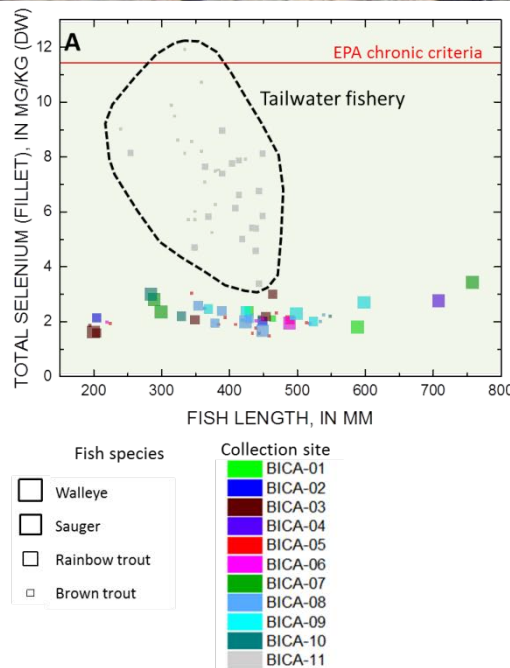 A
EPA chronic criteria
Tailwater fishery
TOTAL SELENIUM (FILLET), IN MG/KG (DW)
12
10
8
6
4
2
0
200 300 400 500 600 700 800
FISH LENGTH, IN MM
Fish species
Walleye
Sauger
Rainbow trout
Brown trout
Collection site
BICA-01
BICA-02
BICA-03
BICA-04
BICA-05
BICA-06
BICA-07
BICA-08
BICA-09
BICA-10
BICA-11